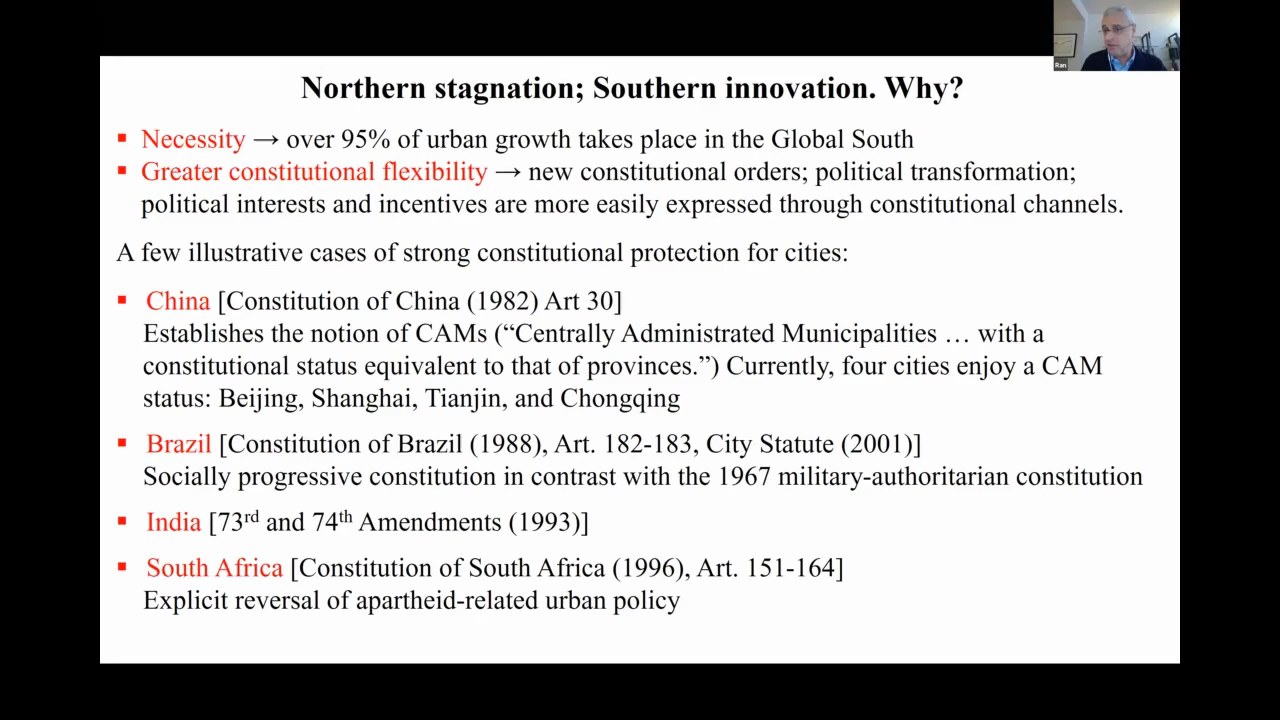 Ran
Northern stagnation; Southern innovation. Why?
▪ Necessity → over 95% of urban growth takes place in the Global South
▪ Greater constitutional flexibility → new constitutional orders; political transformation;
political interests and incentives are more easily expressed through constitutional channels.
A few illustrative cases of strong constitutional protection for cities:
▪ China [Constitution of China (1982) Art 30]
Establishes the notion of CAMs (“Centrally Administrated Municipalities … with a
constitutional status equivalent to that of provinces.”) Currently, four cities enjoy a CAM
status: Beijing, Shanghai, Tianjin, and Chongqing
▪ Brazil [Constitution of Brazil (1988), Art. 182-183, City Statute (2001)]
Socially progressive constitution in contrast with the 1967 military-authoritarian constitution
▪ India [73rd and 74th Amendments (1993)]
▪ South Africa [Constitution of South Africa (1996), Art. 151-164]
Explicit reversal of apartheid-related urban policy